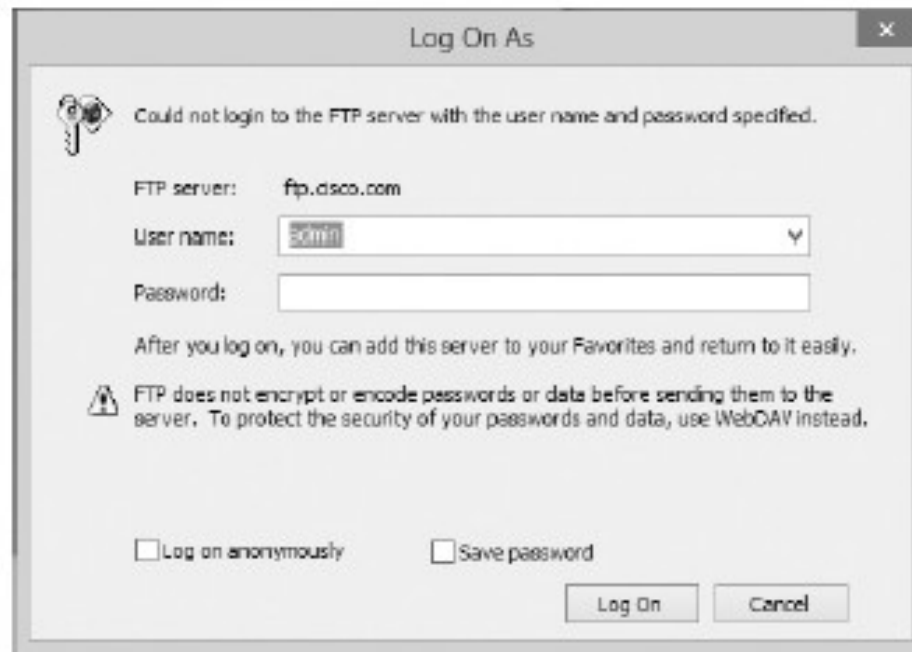 Log On As
Could not login to the FTP server with the user name and password specified.
FTP server: ftp.cisco.com
User name: admin
Password:
After you log on, you can add this server to your Favorites and return to it easily.
FTP does not encrypt or encode passwords or data before sending them to the
server. To protect the security of your passwords and data, use WebDAV instead.
Log on anonymously Save password
Log On Cancel